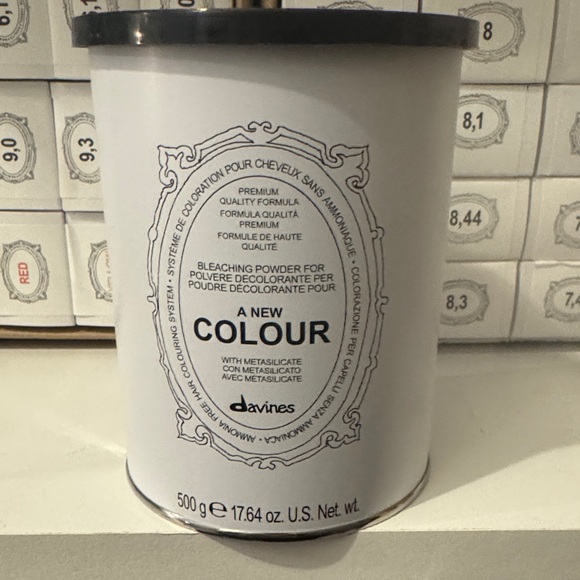 8
9,0
9,3
8,1
8,44
RED
8,3
SYSTÈME DE COLORATION POUR CHEVEUX SANS AMMONIAQUE • COLORAZIONE PER CAPELLI SENZA AMMONIACA • AMMONIA FREE HAIR COLOURING SYSTEM •
PREMIUM
QUALITY FORMULA
FORMULA QUALITÀ
PREMIUM
FORMULE DE HAUTE
QUALITÉ
BLEACHING POWDER FOR
POLVERE DECOLORANTE PER
POUDRE DÉCOLORANTE POUR
A NEW
COLOUR
WITH METASILICATE
CON METASILICATO
AVEC METASILICATE
davines
500 g e 17.64 oz. U.S. Net. wt.